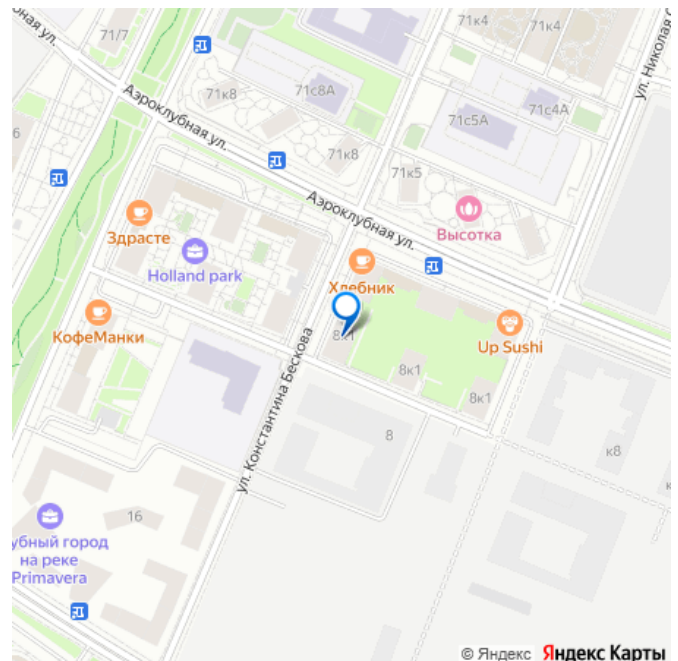 71/7
71к4
71к4
ная ул.
Аэроклубная ул.
71к8
71с8А
71с5А
71с4А
ул. Николая С
6
71к8
71к5
Аэроклубная ул.
Высотка
Здрасте
Holland park
Хлебник
КофеМанки
8к1
Up Sushi
8к1
8к1
ул. Константина Бескова
8
к8
к
16
убный город
на реке
Primavera
© Яндекс Яндекс Карты